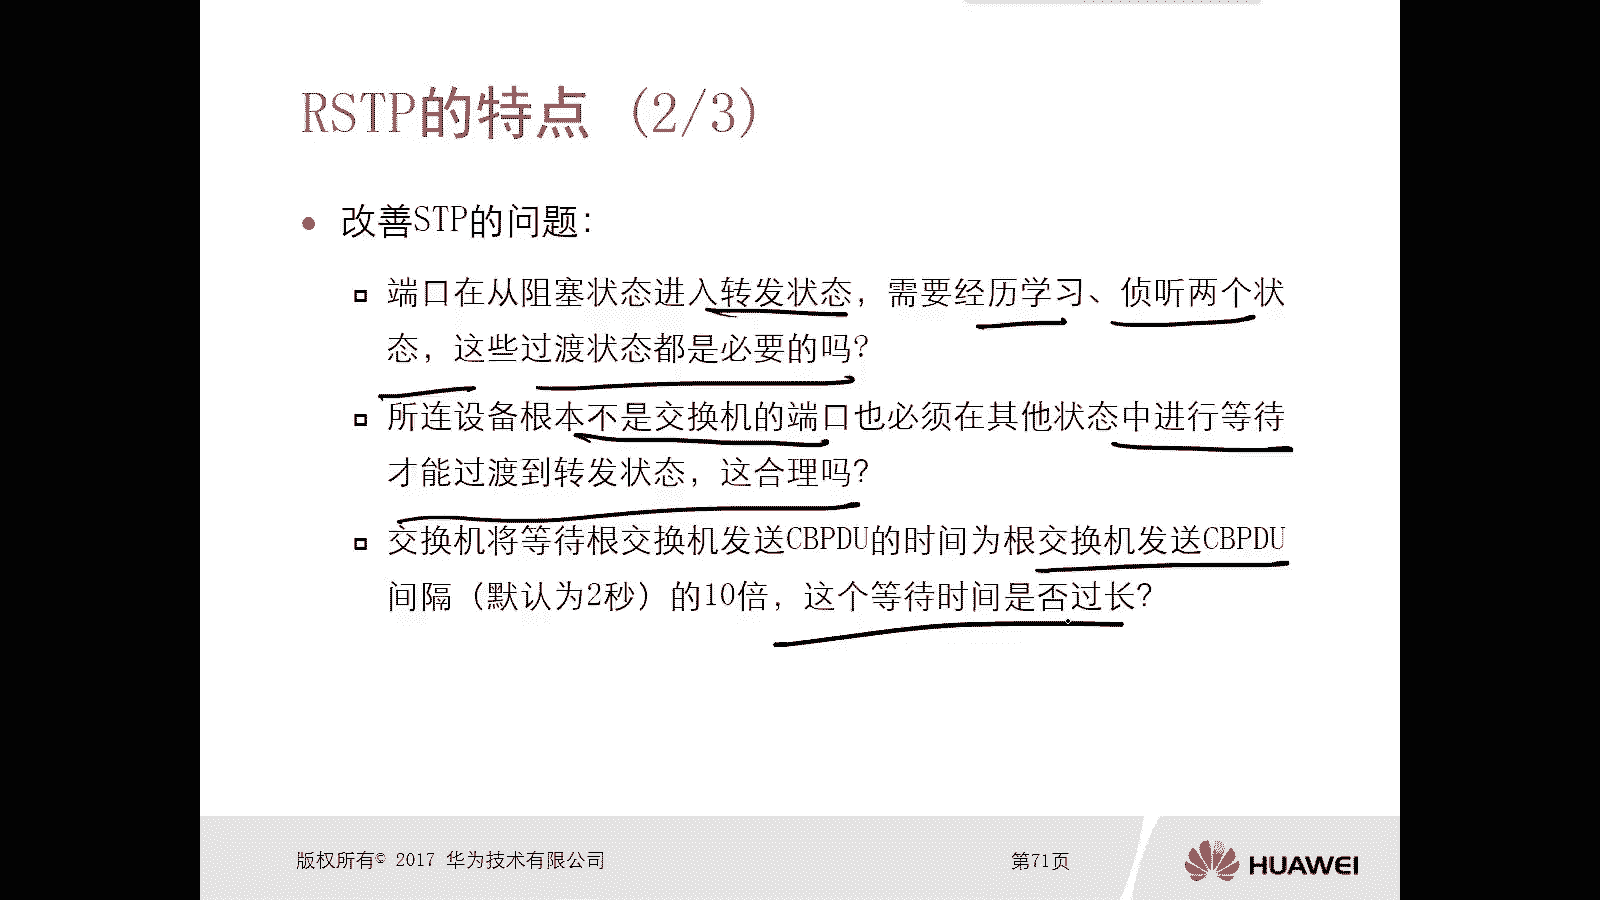 RSTP的特点 (2/3)
改善STP的问题:
端口在从阻塞状态进入转发状态，需要经历学习、侦听两个状
态，这些过渡状态都是必要的吗?
所连设备根本不是交换机的端口也必须在其他状态中进行等待
才能过渡到转发状态，这合理吗?
交换机将等待根交换机发送CBPDU的时间为根交换机发送CBPDU
间隔（默认为2秒）的10倍，这个等待时间是否过长?
版权所有© 2017 华为技术有限公司
第71页
HUAWEI